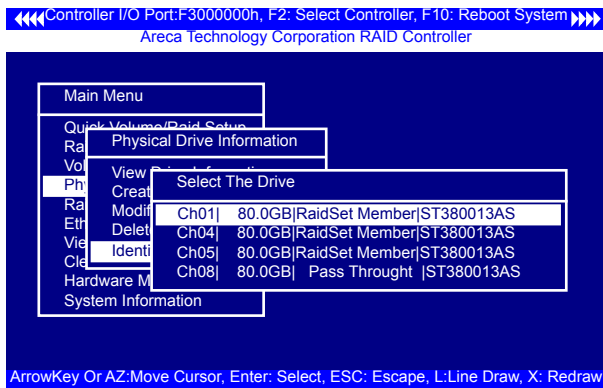 Controller I/O Port:F3000000h, F2: Select Controller, F10: Reboot System
Areca Technology Corporation RAID Controller
Main Menu
Quick Volume/Raid Setup
Ra
Vol
Phy
Ra
Eth
Vie
Cle
Hardware M
System Information
Physical Drive Information
View Drive Information
Creat
Modif
Delet
Identi
Select The Drive
Ch01| 80.0GB|RaidSet Member|ST380013AS
Ch04| 80.0GB|RaidSet Member|ST380013AS
Ch05| 80.0GB|RaidSet Member|ST380013AS
Ch08| 80.0GB| Pass Throught |ST380013AS
ArrowKey Or AZ:Move Cursor, Enter: Select, ESC: Escape, L:Line Draw, X: Redraw